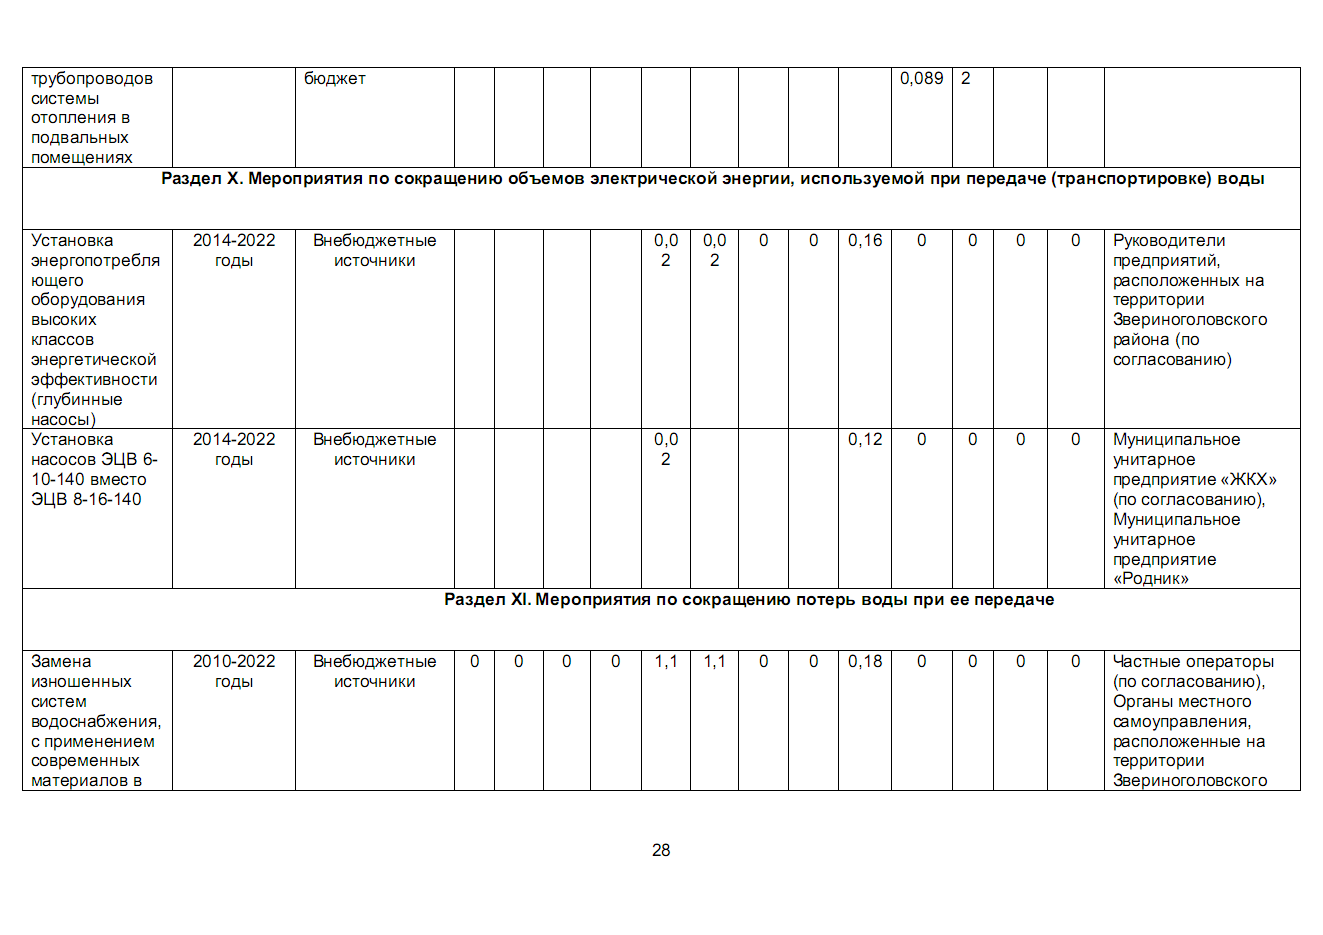 трубопроводов
системы
отопления в
подвальных
помещениях
бюджет
0,089
2
Раздел X. Мероприятия по сокращению объемов электрической энергии, используемой при передаче (транспортировке) воды
Установка
энергопотребля
ющего
оборудования
высоких
классов
энергетической
эффективности
(глубинные
насосы)
2014-2022
годы
Внебюджетные
источники
0,0
2
0,0
2
0
0
0,16
0
0
0
0
Руководители
предприятий,
расположенных на
территории
Звериноголовского
района (по
согласованию)
Установка
насосов ЭЦВ 6-
10-140 вместо
ЭЦВ 8-16-140
2014-2022
годы
Внебюджетные
источники
0,0
2
0,12
0
0
0
0
Муниципальное
унитарное
предприятие «ЖКХ»
(по согласованию),
Муниципальное
унитарное
предприятие
«Родник»
Раздел XI. Мероприятия по сокращению потерь воды при ее передаче
Замена
изношенных
систем
водоснабжения,
с применением
современных
материалов в
2010-2022
годы
Внебюджетные
источники
0
0
0
0
1,1
1,1
0
0
0,18
0
0
0
0
Частные операторы
(по согласованию),
Органы местного
самоуправления,
расположенные на
территории
Звериноголовского
28